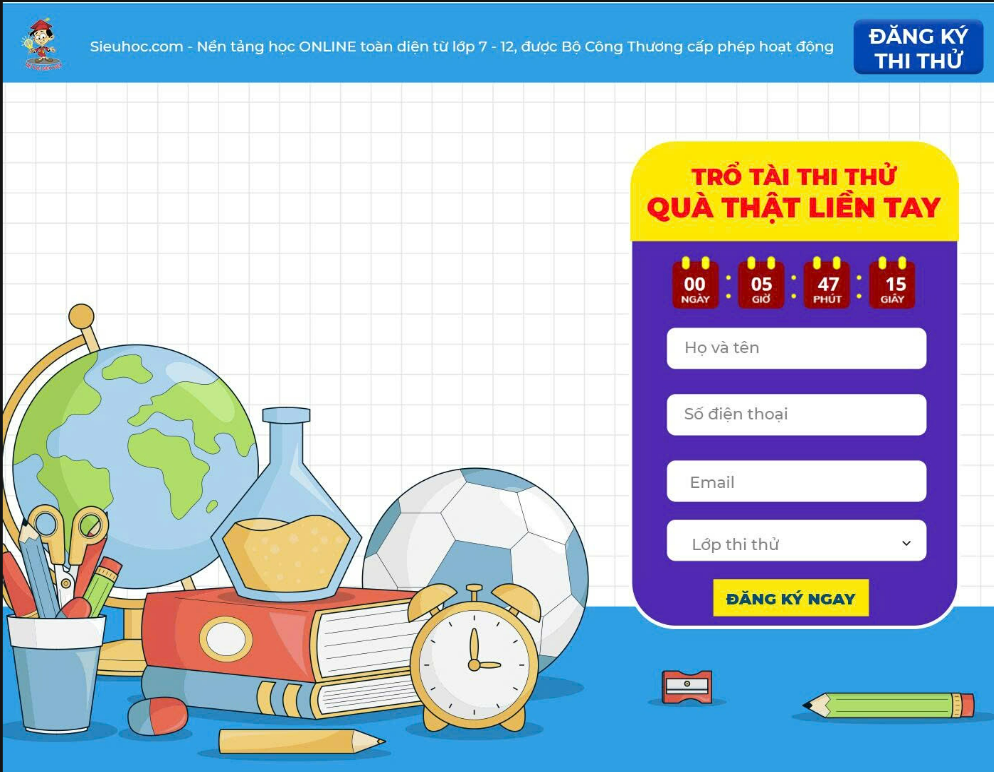 Sieuhoc.com - Nền tảng học ONLINE toàn diện từ lớp 7 - 12, được Bộ Công Thương cấp phép hoạt động
ĐĂNG KÝ
THI THỬ
TRỔ TÀI THI THỬ
QUÀ THẬT LIỀN TAY
00 : 05 : 47 : 15
NGÀY GIỜ PHÚT GIÂY
Họ và tên
Số điện thoại
Email
Lớp thi thử
ĐĂNG KÝ NGAY